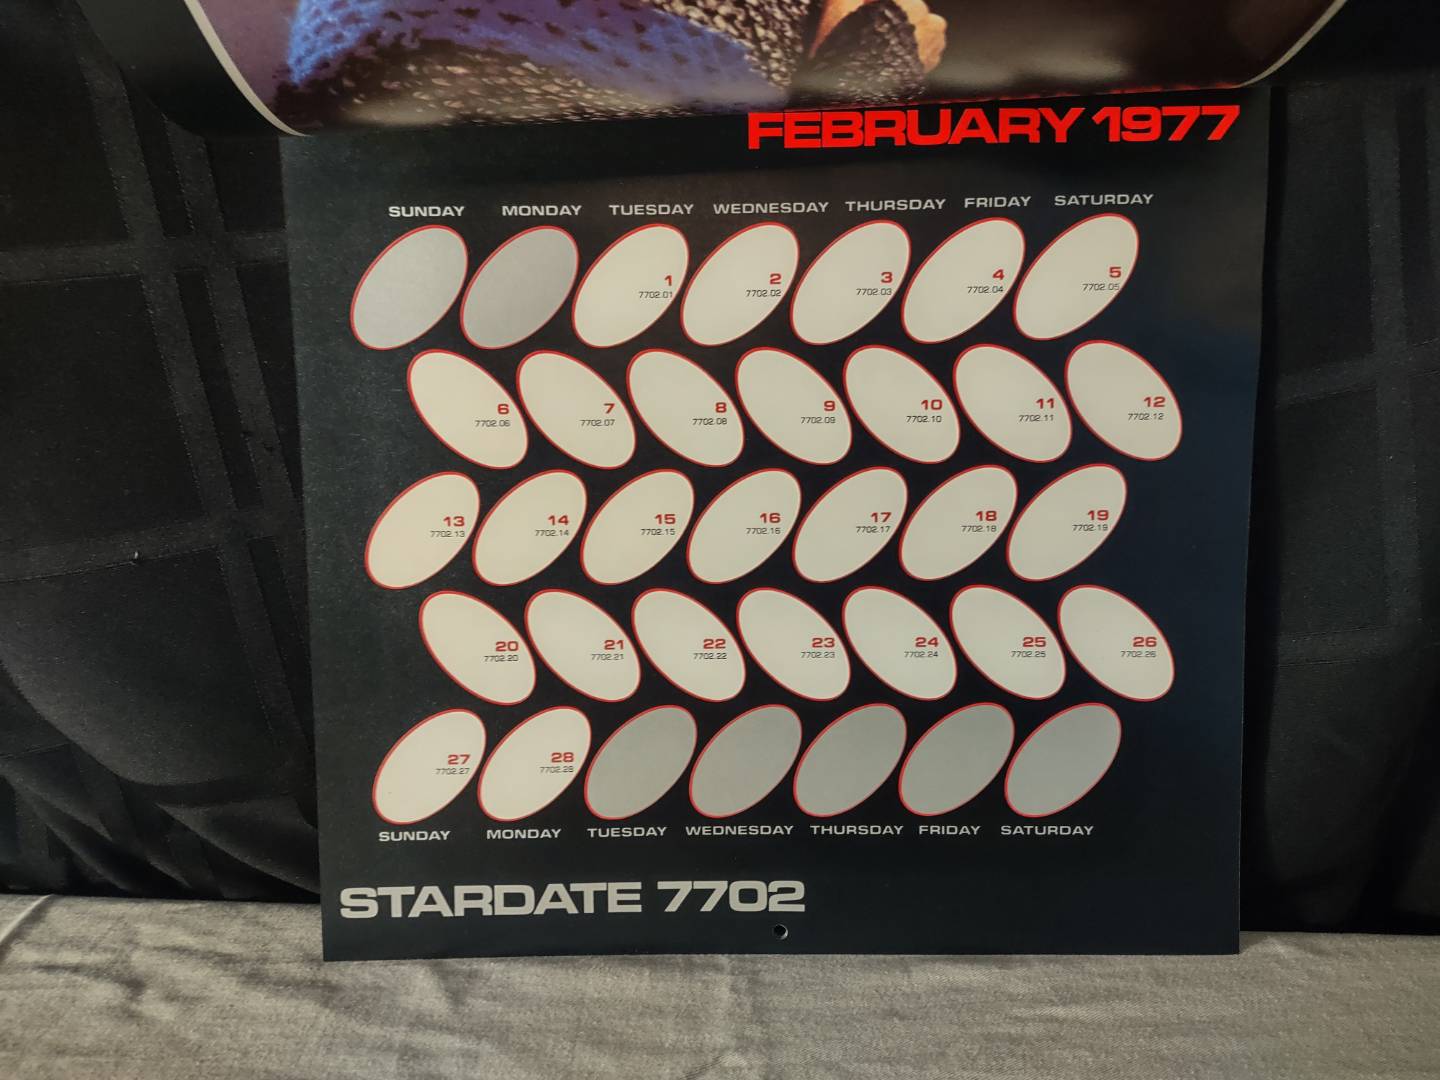 FEBRUARY 1977
SUNDAY MONDAY TUESDAY WEDNESDAY THURSDAY FRIDAY SATURDAY
1 2 3 4 5
7702.01 7702.02 7702.03 7702.04 7702.05
6 7 8 9 10 11 12
7702.06 7702.07 7702.08 7702.09 7702.10 7702.11 7702.12
13 14 15 16 17 18 19
7702.13 7702.14 7702.15 7702.16 7702.17 7702.18 7702.19
20 21 22 23 24 25 26
7702.20 7702.21 7702.22 7702.23 7702.24 7702.25 7702.26
27 28
7702.27 7702.28
SUNDAY MONDAY TUESDAY WEDNESDAY THURSDAY FRIDAY SATURDAY
STARDATE 7702